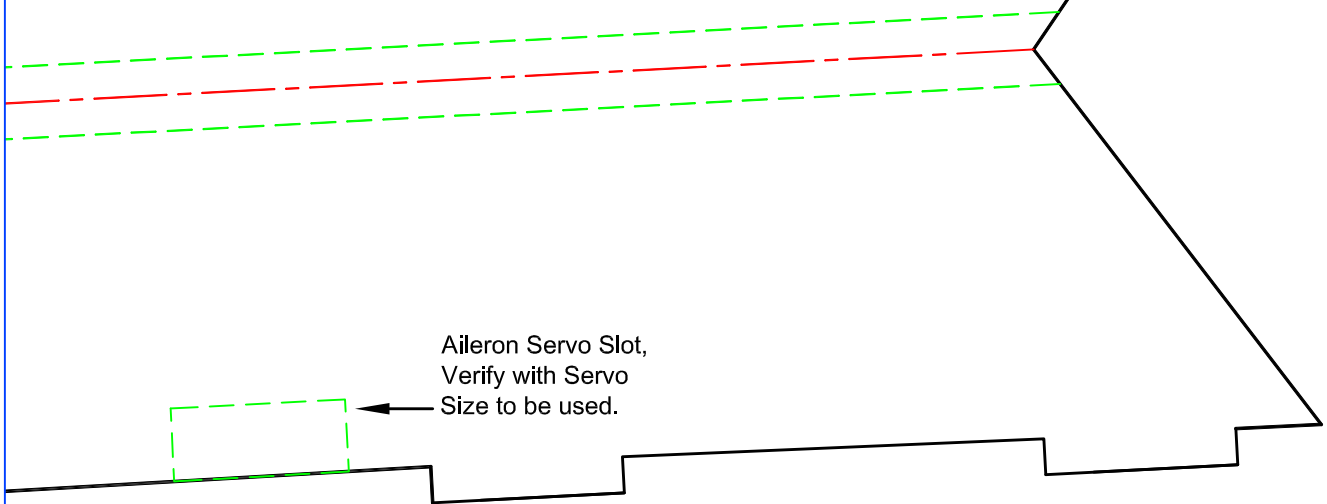 Aileron Servo Slot,
Verify with Servo
Size to be used.